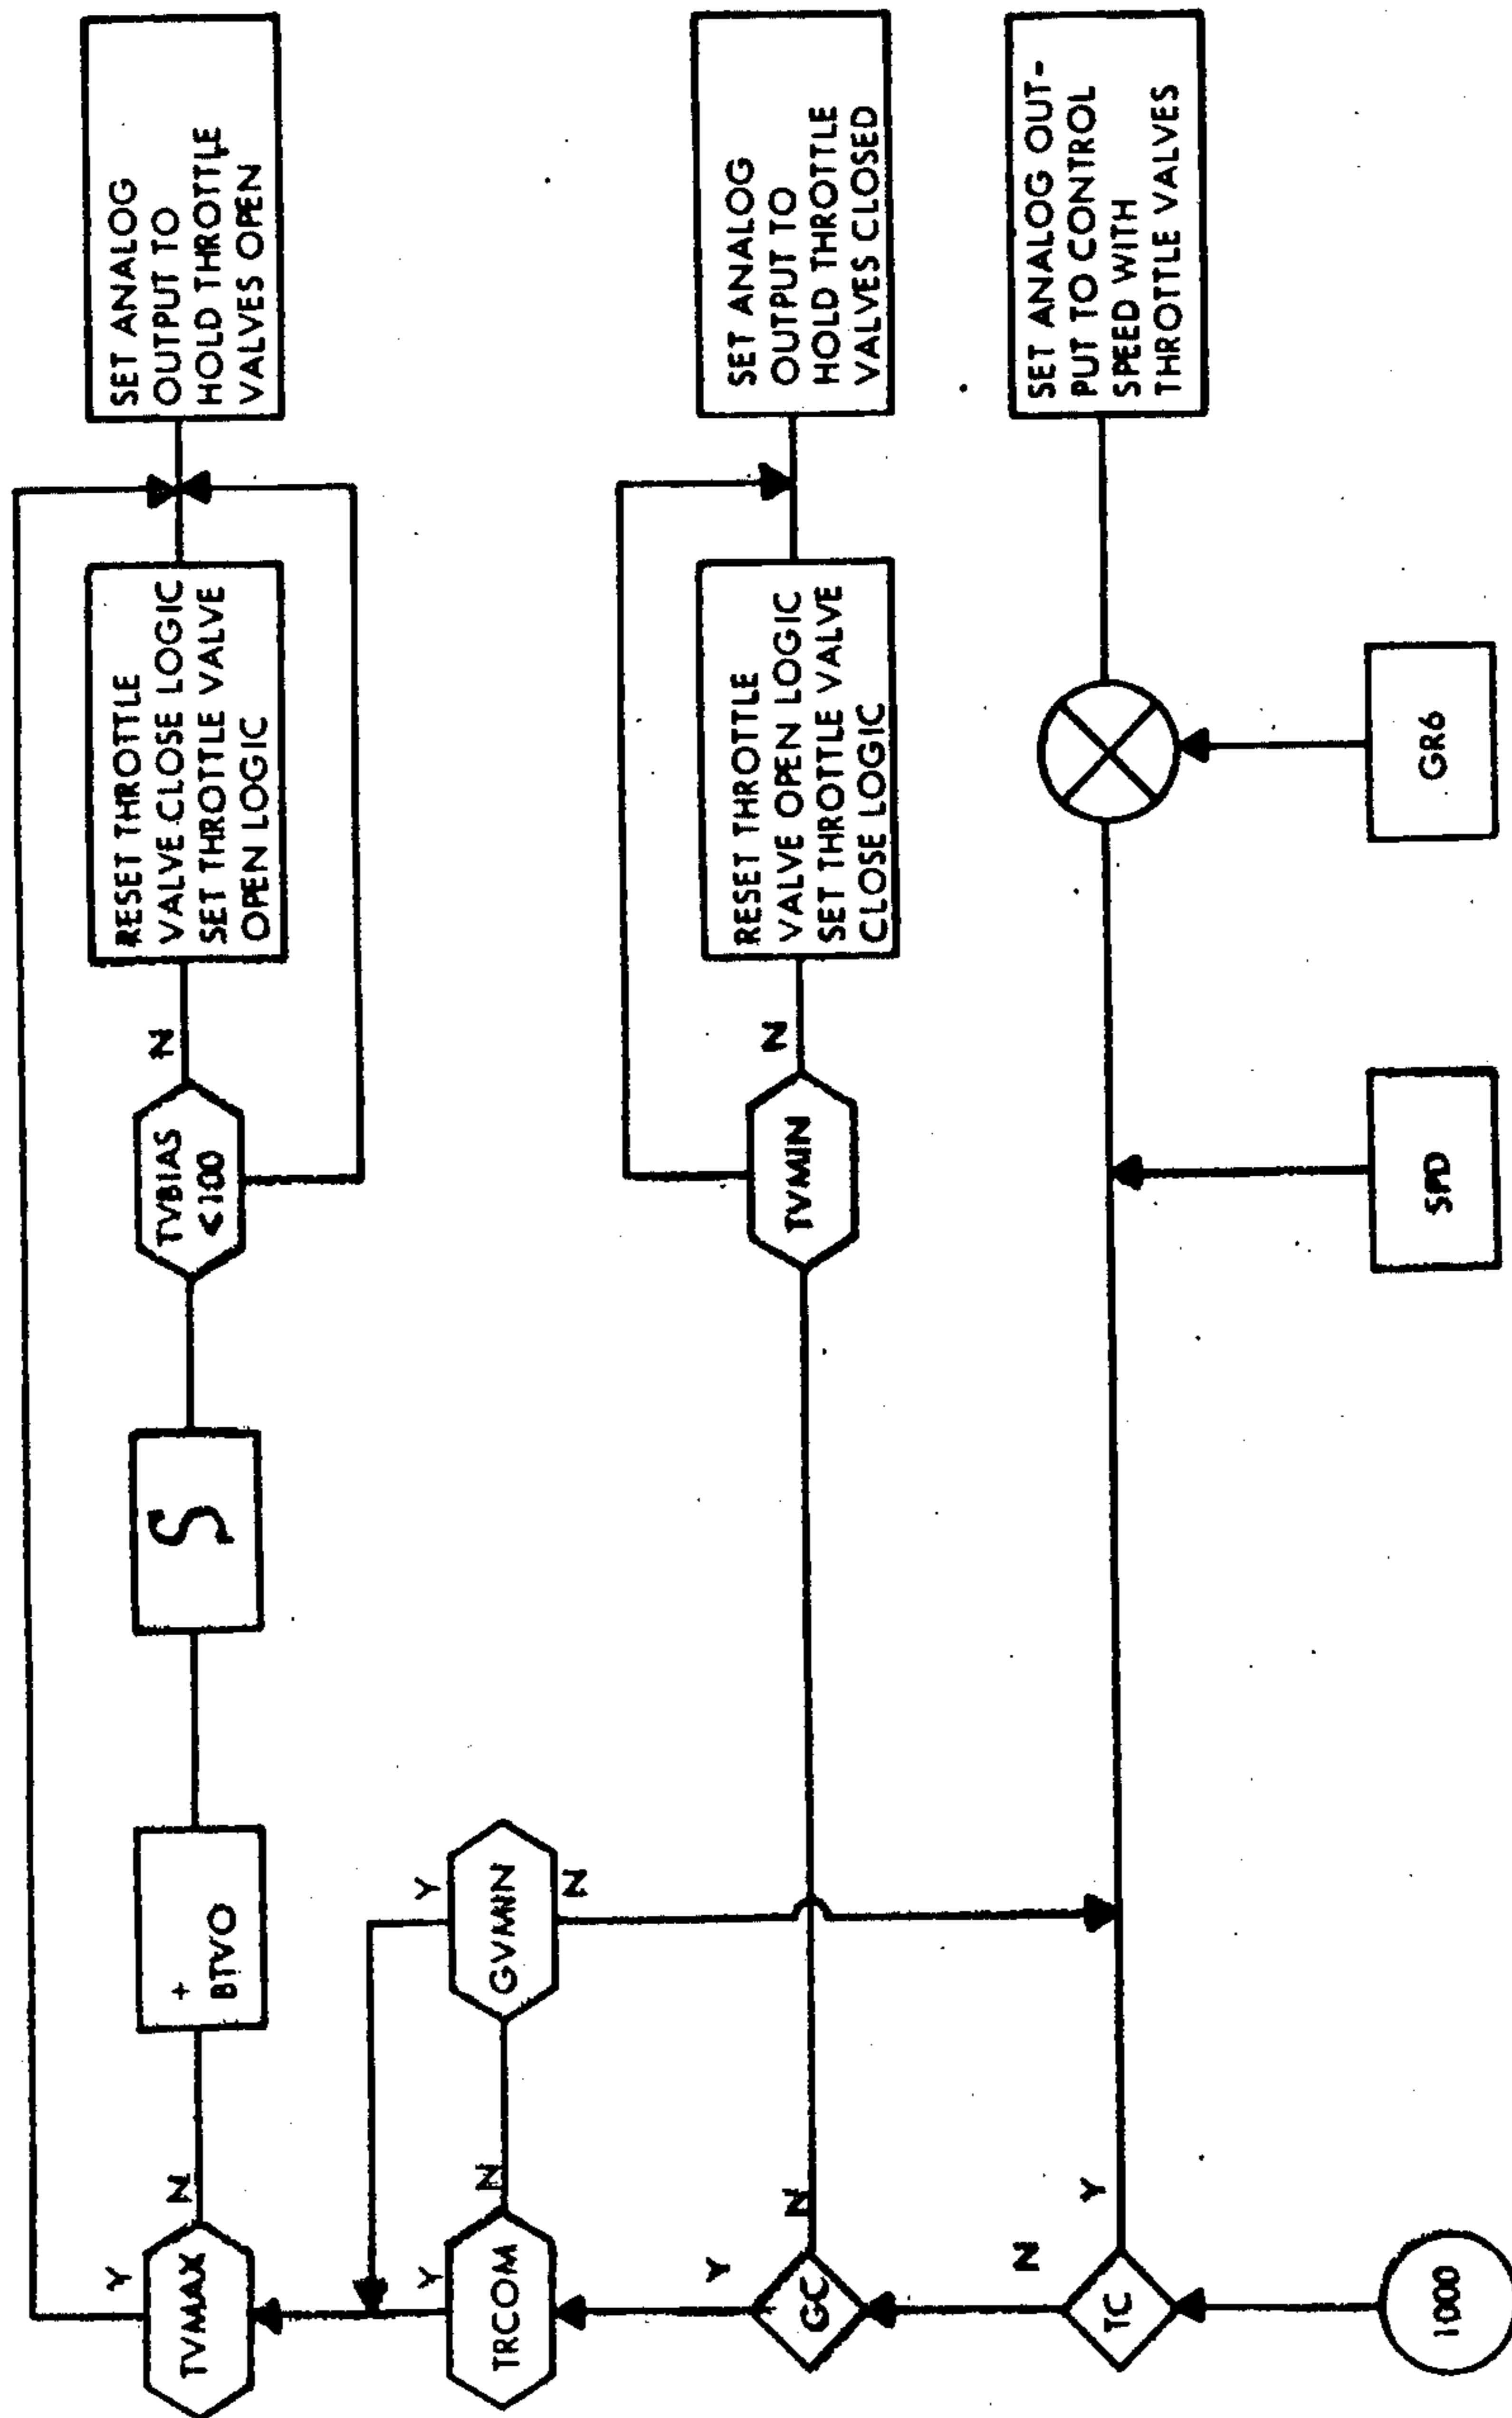 1000
TC
N
Y
GC
Y
N
TRCOM
Y
N
GVMIN
Y
N
TVMAX
Y
N
+
BTVO
∫
TVBIAS
<100
N
RESET THROTTLE
VALVE CLOSE LOGIC
SET THROTTLE VALVE
OPEN LOGIC
SET ANALOG
OUTPUT TO
HOLD THROTTLE
VALVES OPEN
TVMIN
N
RESET THROTTLE
VALVE OPEN LOGIC
SET THROTTLE VALVE
CLOSE LOGIC
SET ANALOG
OUTPUT TO
HOLD THROTTLE
VALVES CLOSED
SPD
GR6
SET ANALOG OUT-
PUT TO CONTROL
SPEED WITH
THROTTLE VALVES